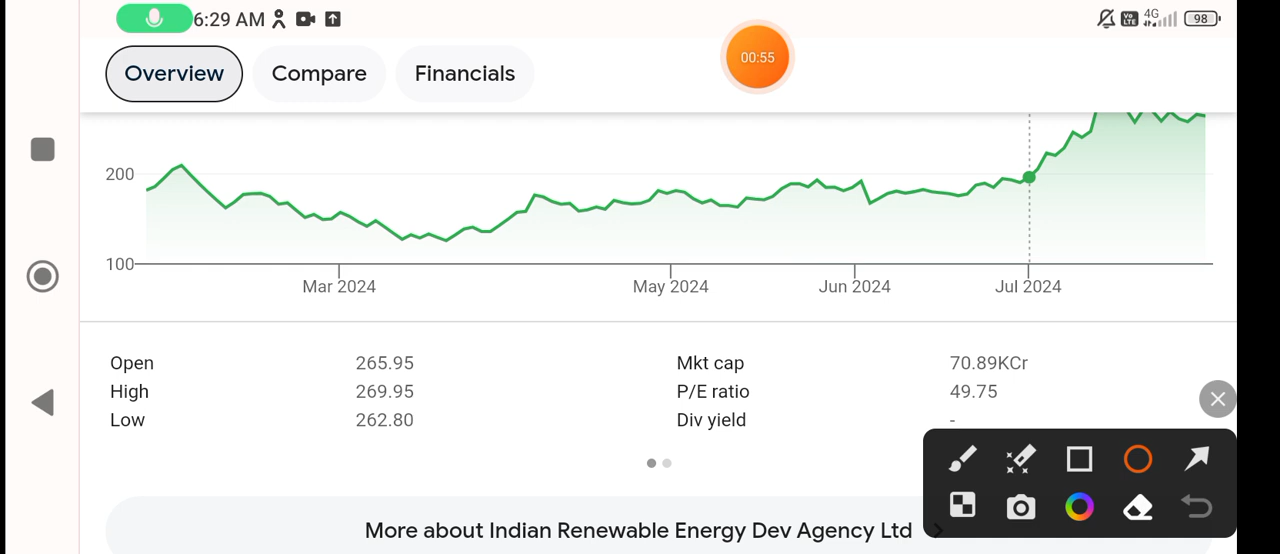 6:29 AM
Vo LTE
4G
98
00:55
Overview Compare Financials
200
100
Mar 2024 May 2024 Jun 2024 Jul 2024
Open 265.95 Mkt cap 70.89KCr
High 269.95 P/E ratio 49.75
Low 262.80 Div yield -
More about Indian Renewable Energy Dev Agency Ltd